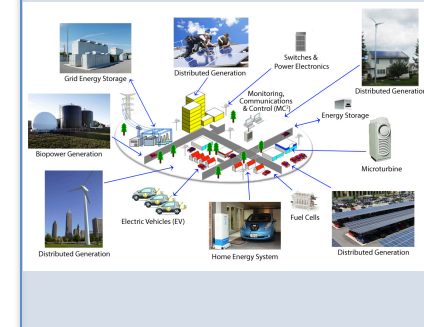 Switches &
Power Electronics
Grid Energy Storage
Distributed Generation
Monitoring,
Communications
& Control (MC²)
Distributed Generation
Energy Storage
Biopower Generation
Microturbine
Electric Vehicles (EV)
Fuel Cells
Distributed Generation
Home Energy System
Distributed Generation